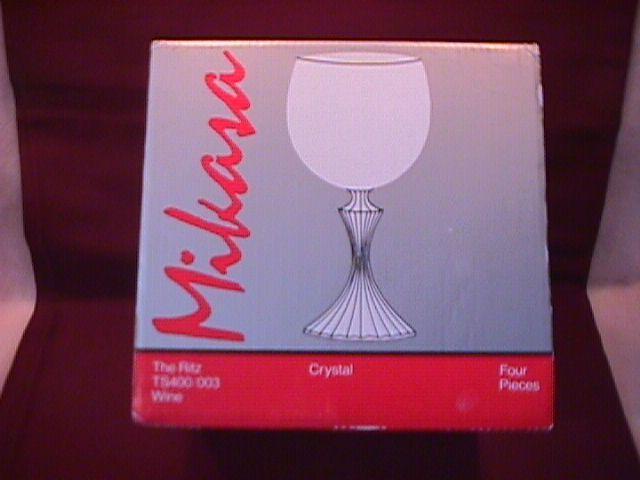 Mikasa
The Ritz
TS400/003
Wine
Crystal
Four
Pieces